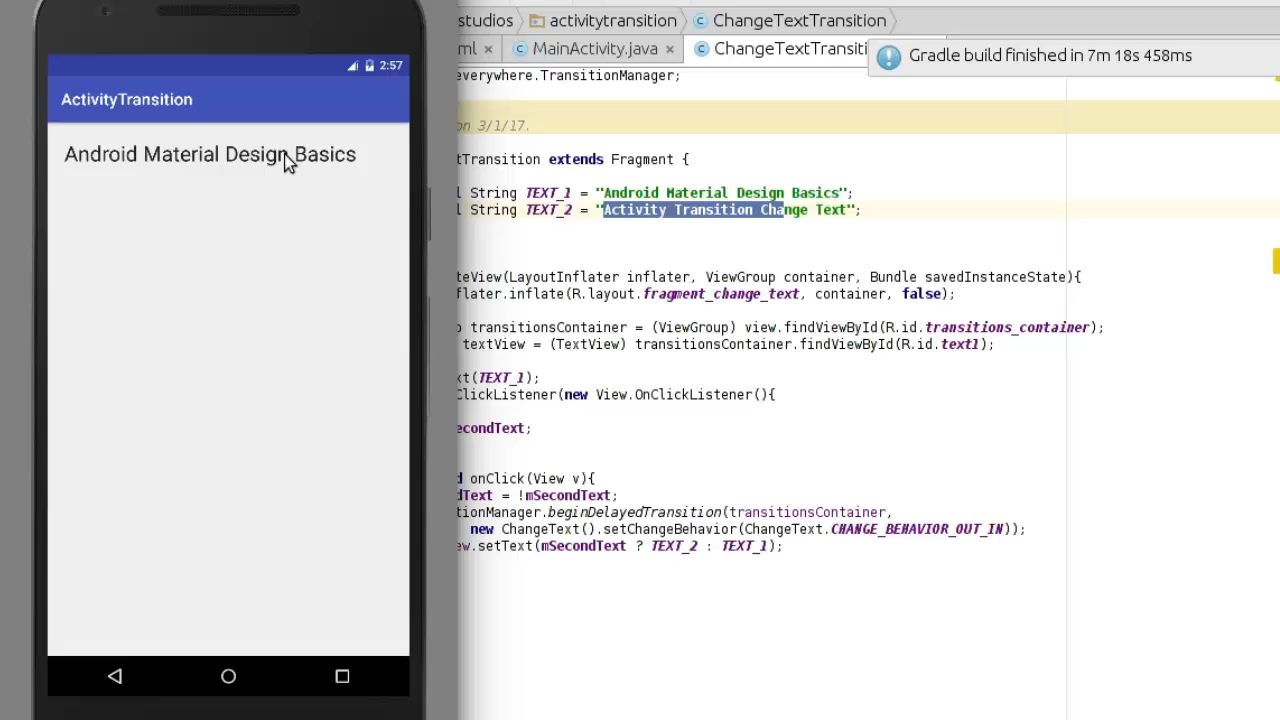 2:57
ActivityTransition
Android Material Design Basics
studios activitytransition ChangeTextTransition
ml × MainActivity.java × ChangeTextTransiti
Gradle build finished in 7m 18s 458ms
everywhere.TransitionManager;
on 3/1/17.
tTransition extends Fragment {
l String TEXT_1 = "Android Material Design Basics";
l String TEXT_2 = "Activity Transition Change Text";
teView(LayoutInflater inflater, ViewGroup container, Bundle savedInstanceState){
flater.inflate(R.layout.fragment_change_text, container, false);
p transitionsContainer = (ViewGroup) view.findViewById(R.id.transitions_container);
textView = (TextView) transitionsContainer.findViewById(R.id.text1);
xt(TEXT_1);
ClickListener(new View.OnClickListener(){
econdText;
d onClick(View v){
dText = !mSecondText;
tionManager.beginDelayedTransition(transitionsContainer,
new ChangeText().setChangeBehavior(ChangeText.CHANGE_BEHAVIOR_OUT_IN));
ew.setText(mSecondText ? TEXT_2 : TEXT_1);